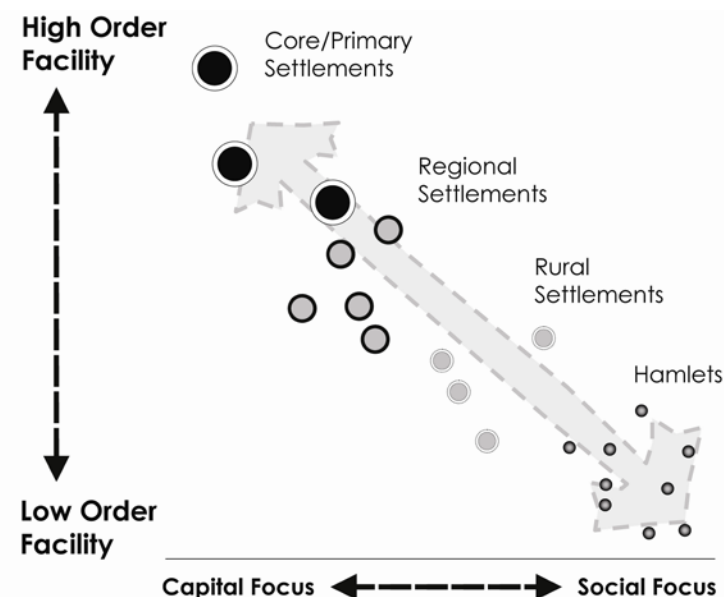 High Order
Facility
Core/Primary
Settlements
Regional
Settlements
Rural
Settlements
Hamlets
Low Order
Facility
Capital Focus
Social Focus